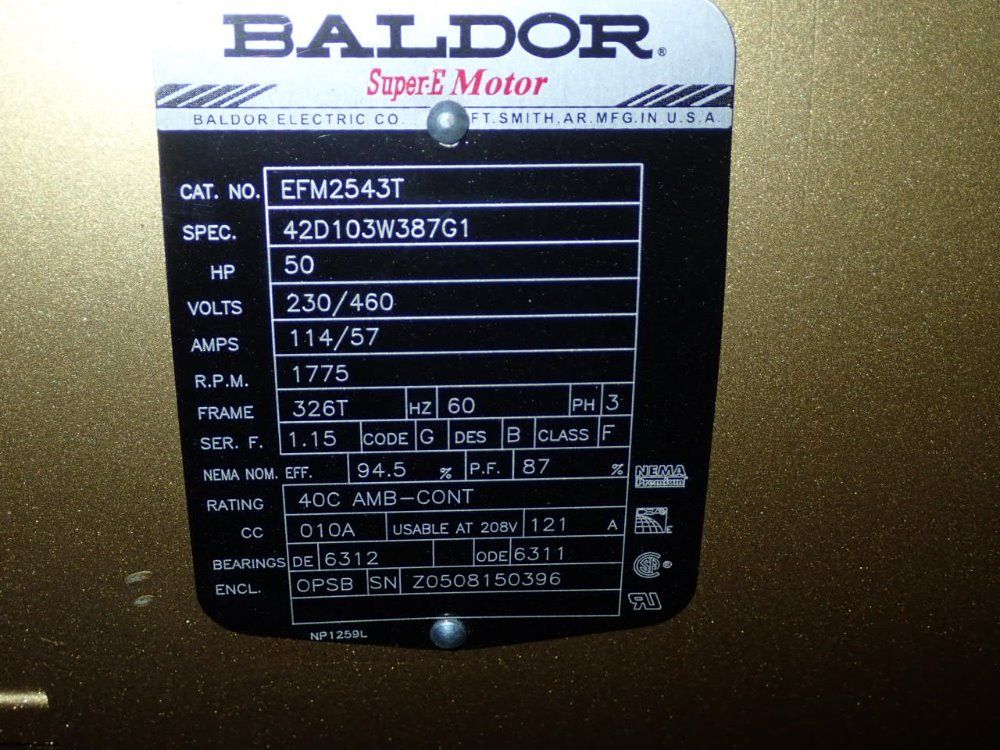 BALDOR®
Super-E Motor
BALDOR ELECTRIC CO. FT. SMITH, AR. MFG. IN U.S.A.
CAT. NO. EFM2543T
SPEC. 42D103W387G1
HP 50
VOLTS 230/460
AMPS 114/57
R.P.M. 1775
FRAME 326T HZ 60 PH 3
SER. F. 1.15 CODE G DES B CLASS F
NEMA NOM. EFF. 94.5 % P.F. 87 %
NEMA Premium
RATING 40C AMB-CONT
CC 010A USABLE AT 208V 121 A
BEARINGS DE 6312 ODE 6311
ENCL. OPSB SN Z0508150396
NP1259L